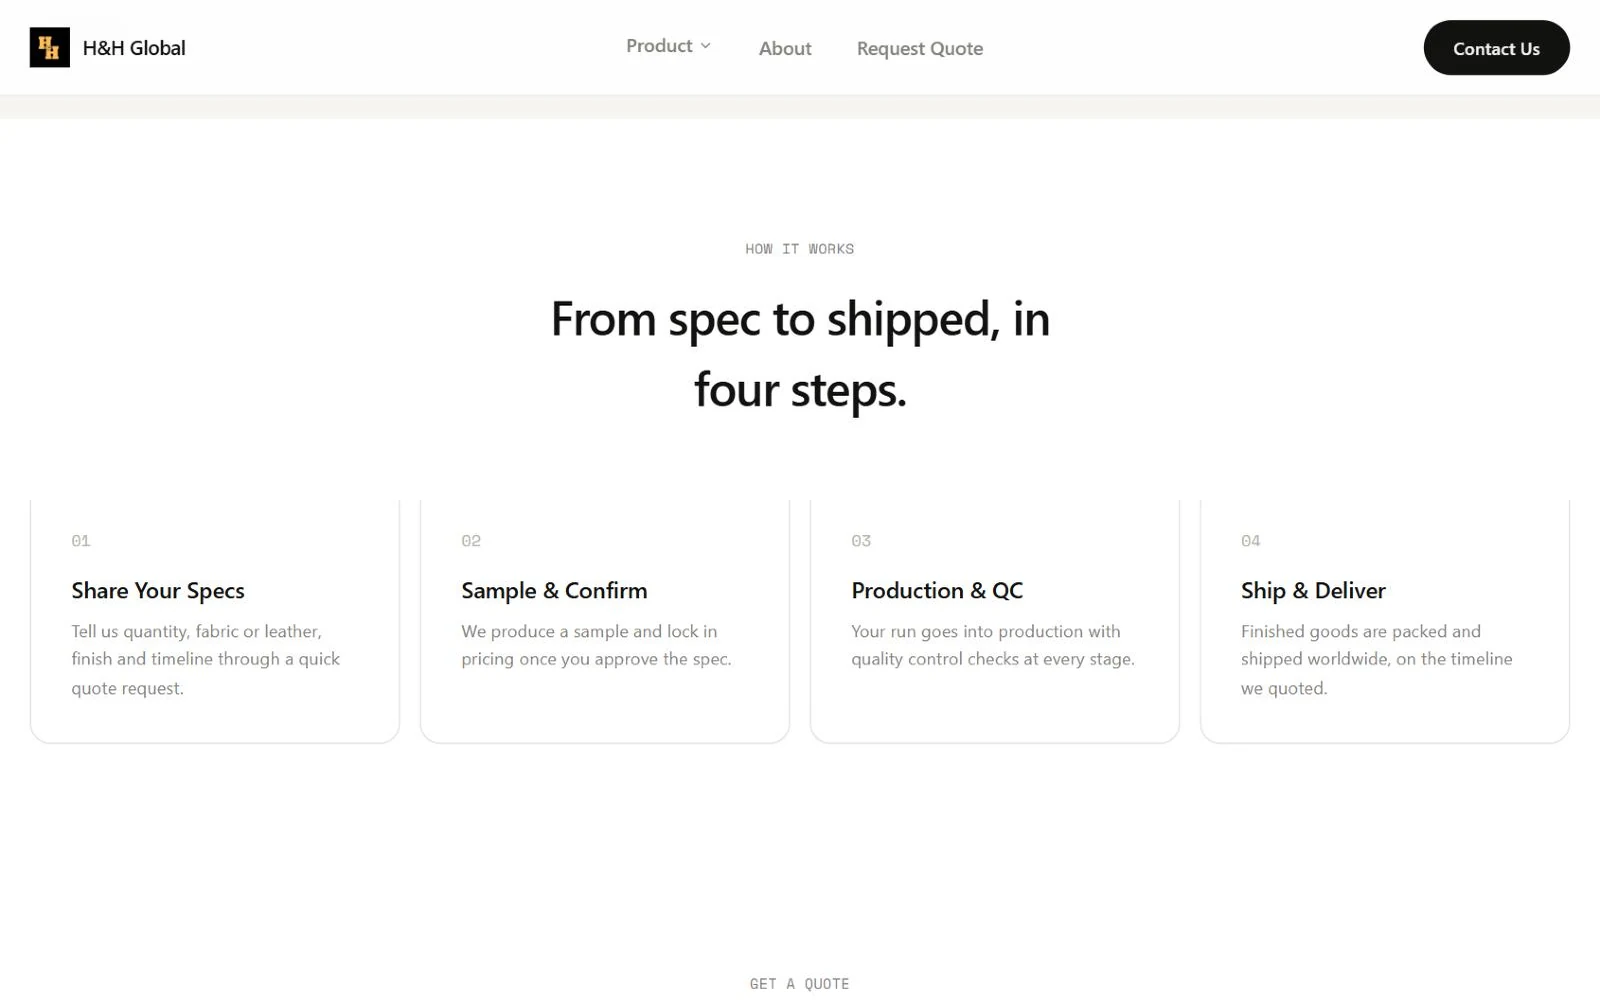 HH
H&H Global
Product
About
Request Quote
Contact Us
HOW IT WORKS
From spec to shipped, in
four steps.
01
Share Your Specs
Tell us quantity, fabric or leather,
finish and timeline through a quick
quote request.
02
Sample & Confirm
We produce a sample and lock in
pricing once you approve the spec.
03
Production & QC
Your run goes into production with
quality control checks at every stage.
04
Ship & Deliver
Finished goods are packed and
shipped worldwide, on the timeline
we quoted.
GET A QUOTE